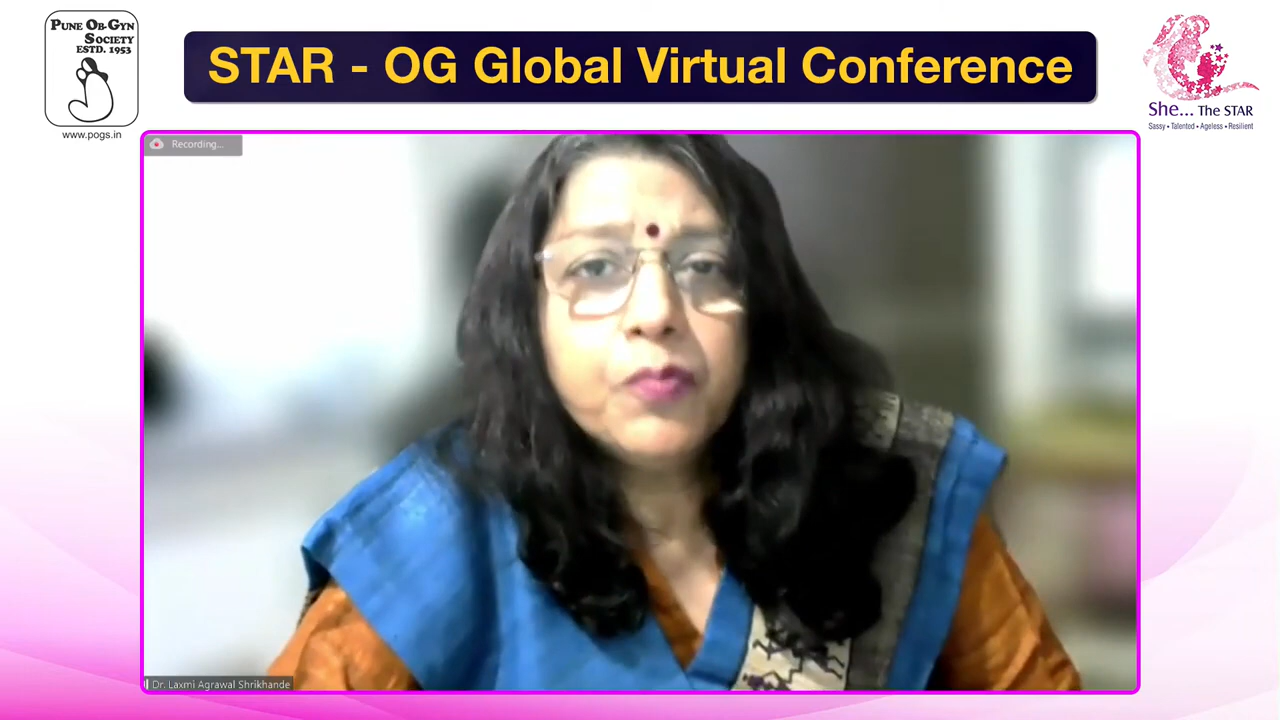 PUNE OB-GYN
SOCIETY
ESTD. 1953
www.pogs.in
STAR - OG Global Virtual Conference
She... THE STAR
Sassy • Talented • Ageless • Resilient
Recording...
Dr. Laxmi Agrawal Shrikhande